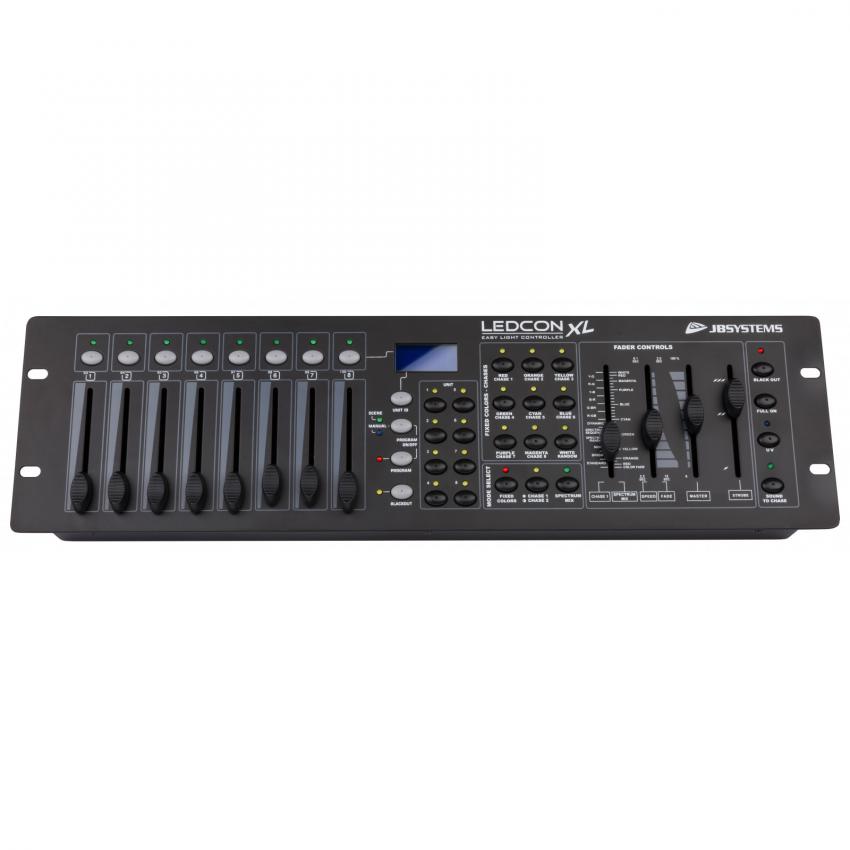 LEDCON XL
EASY LIGHT CONTROLLER
JBSYSTEMS
1 2 3 4 5 6 7 8
UNIT ID
SCENE
MANUAL
PROGRAM
ON/OFF
PROGRAM
BLACKOUT
UNIT
FIXED COLORS - CHASES
RED
CHASE 1
ORANGE
CHASE 2
YELLOW
CHASE 3
GREEN
CHASE 4
CYAN
CHASE 5
BLUE
CHASE 6
PURPLE
CHASE 7
MAGENTA
CHASE 8
WHITE
RANDOM
MODE SELECT
FIXED
COLORS
CHASE 1
CHASE 2
SPECTRUM
MIX
FADER CONTROLS
WHITE
RED
MAGENTA
PURPLE
BLUE
CYAN
GREEN
YELLOW
ORANGE
RED
COLOR FADE
CHASE 1
SPECTRUM
MIX
SPEED
FADE
MASTER
STROBE
BLACK OUT
FULL ON
UV
SOUND
TO CHASE